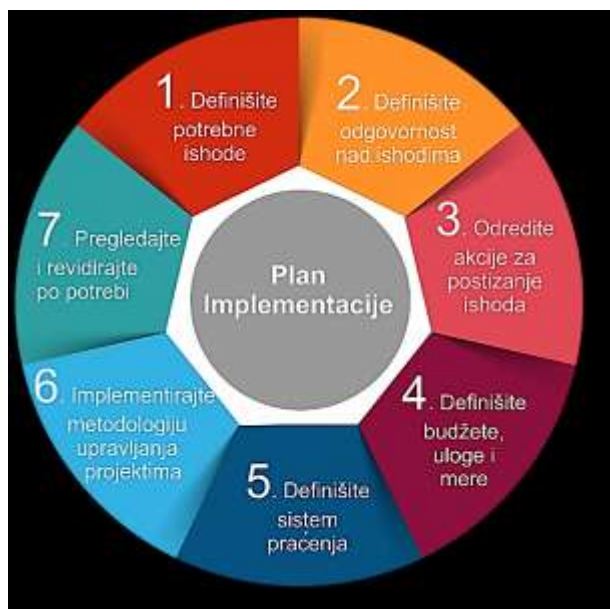 1. Definišite
potrebne
ishode
2. Definišite
odgovornost
nad.ishodima
3. Odredite
akcije za
postizanje
ishoda
4. Definišite
budžete,
uloge i
mere
5. Definišite
sistem
praćenja
6. Implementirajte
metodologiju
upravljanja
projektima
7 Pregledajte
i revidirajte
po potrebi
Plan
Implementacije